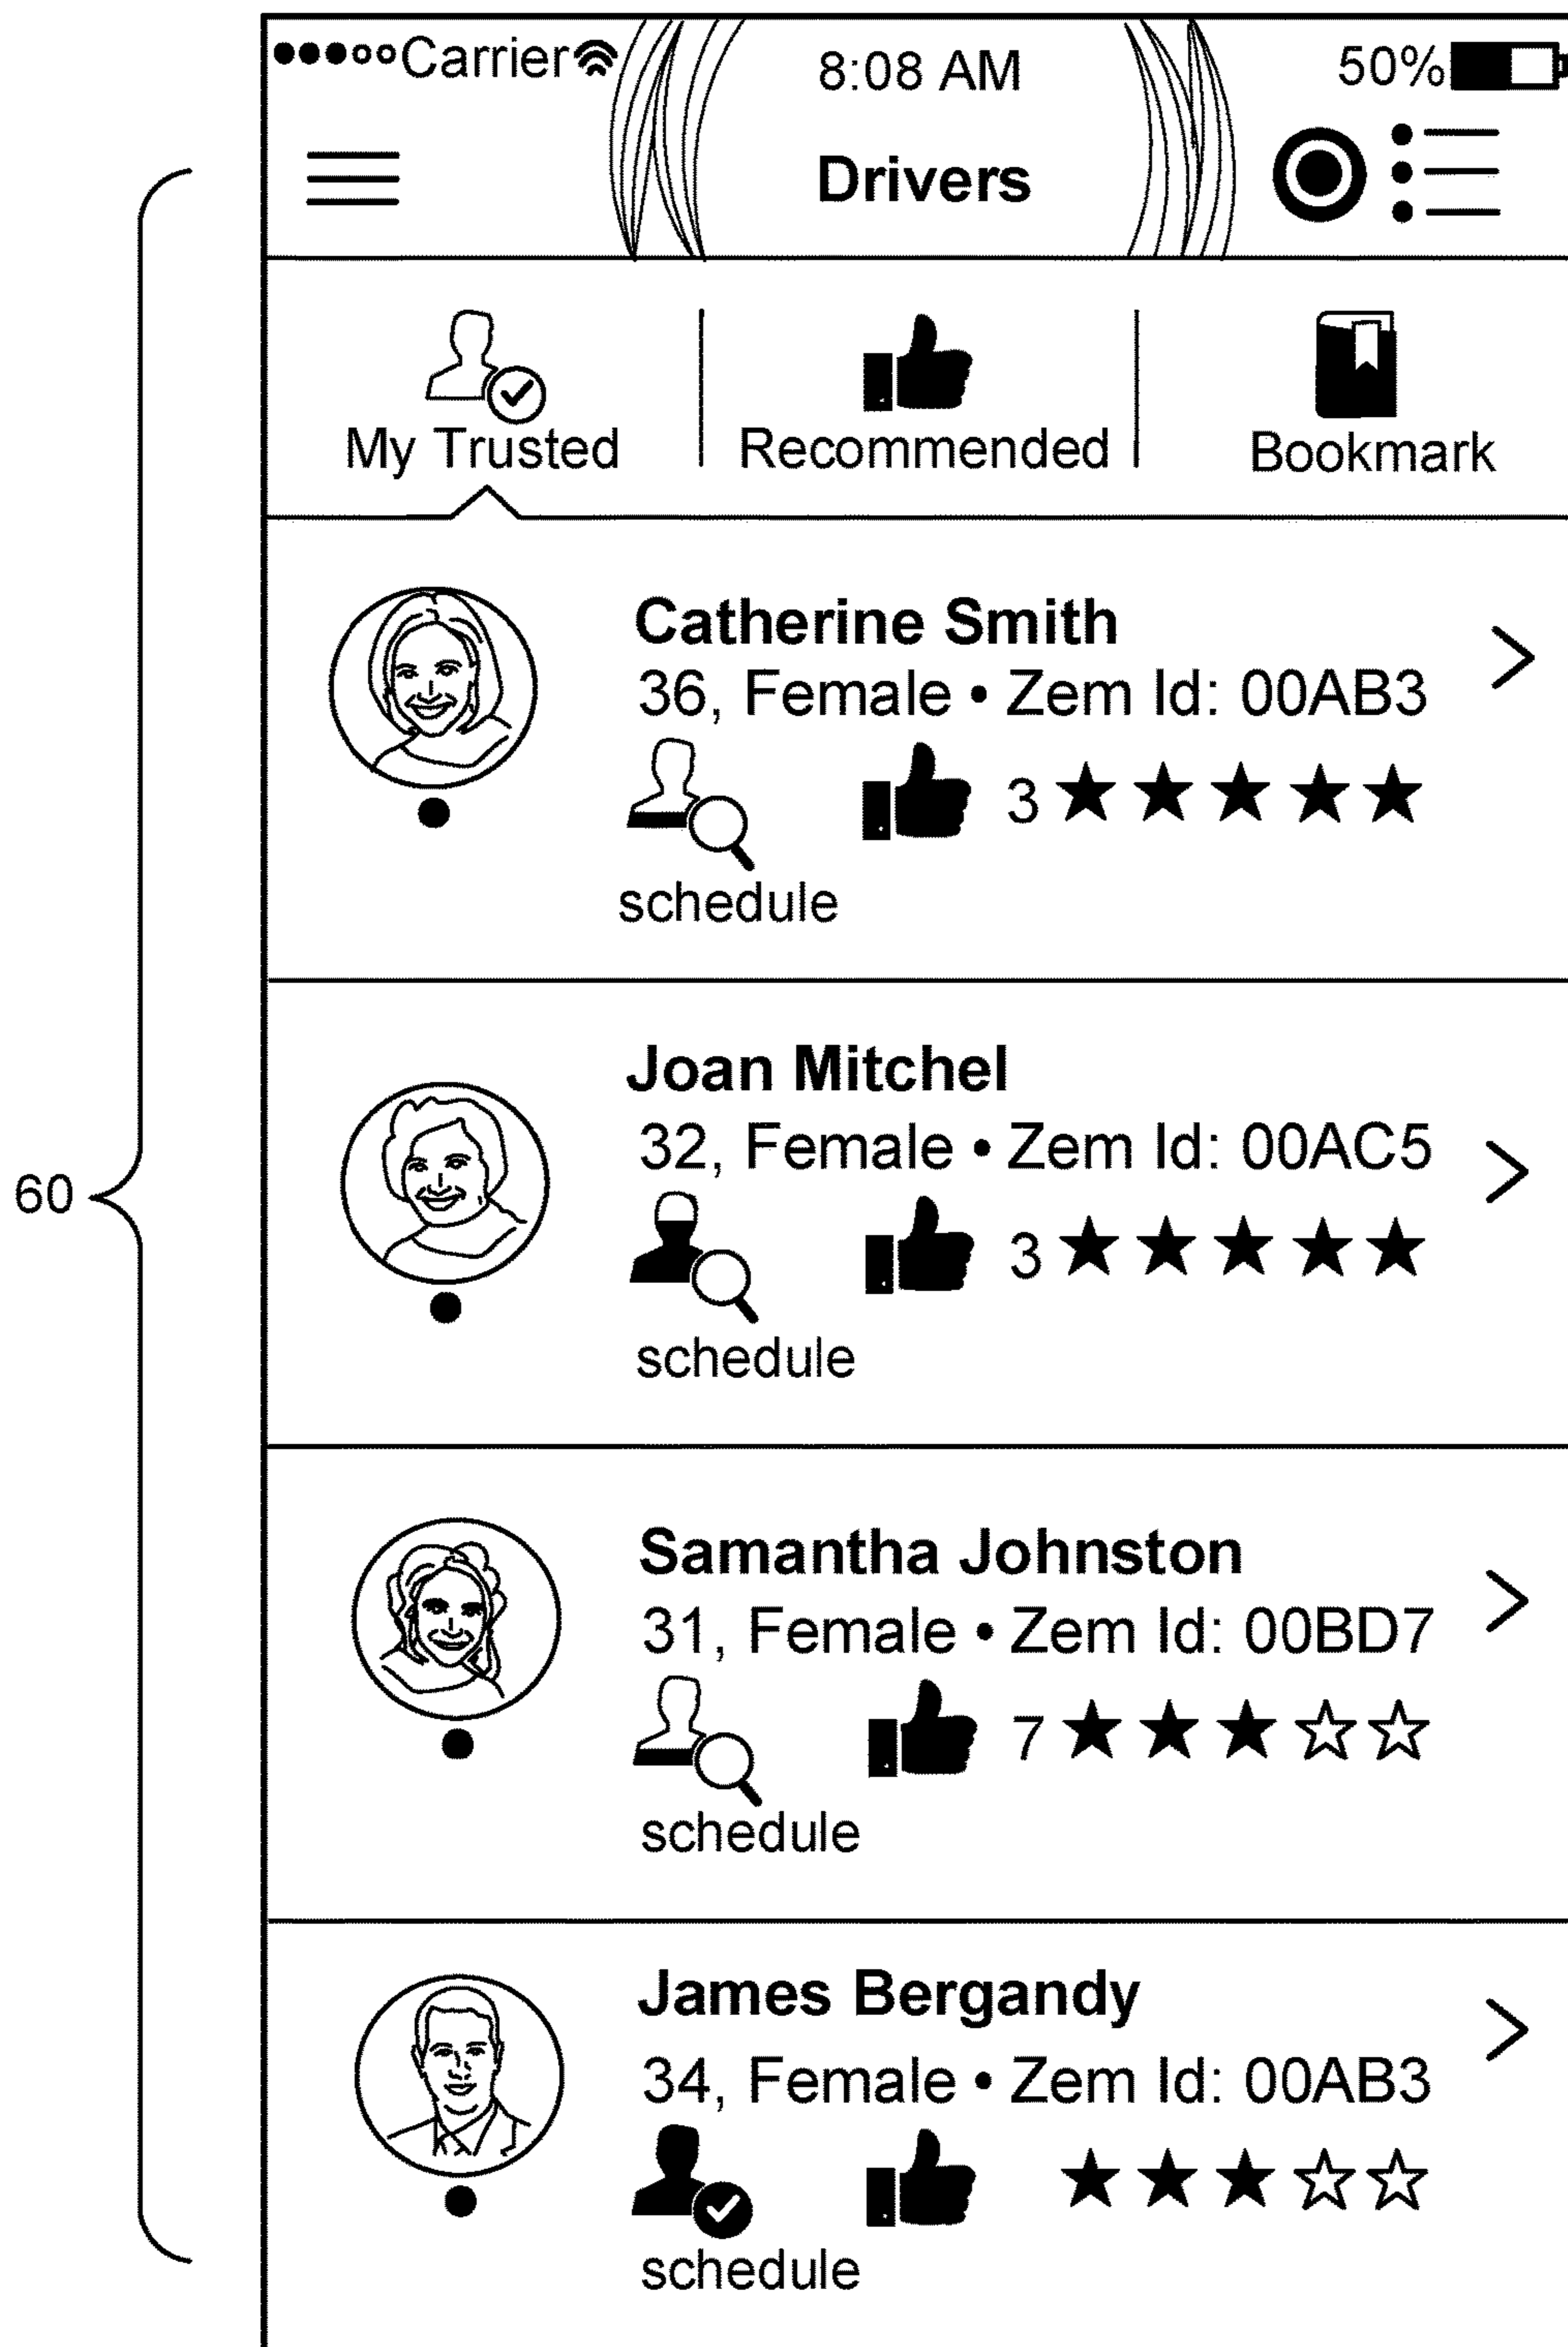 Carrier 8:08 AM 50%
Drivers
My Trusted Recommended Bookmark
Catherine Smith
36, Female • Zem Id: 00AB3
3
schedule
Joan Mitchel
32, Female • Zem Id: 00AC5
60
3
schedule
Samantha Johnston
31, Female • Zem Id: 00BD7
7
schedule
James Bergandy
34, Female • Zem Id: 00AB3
schedule